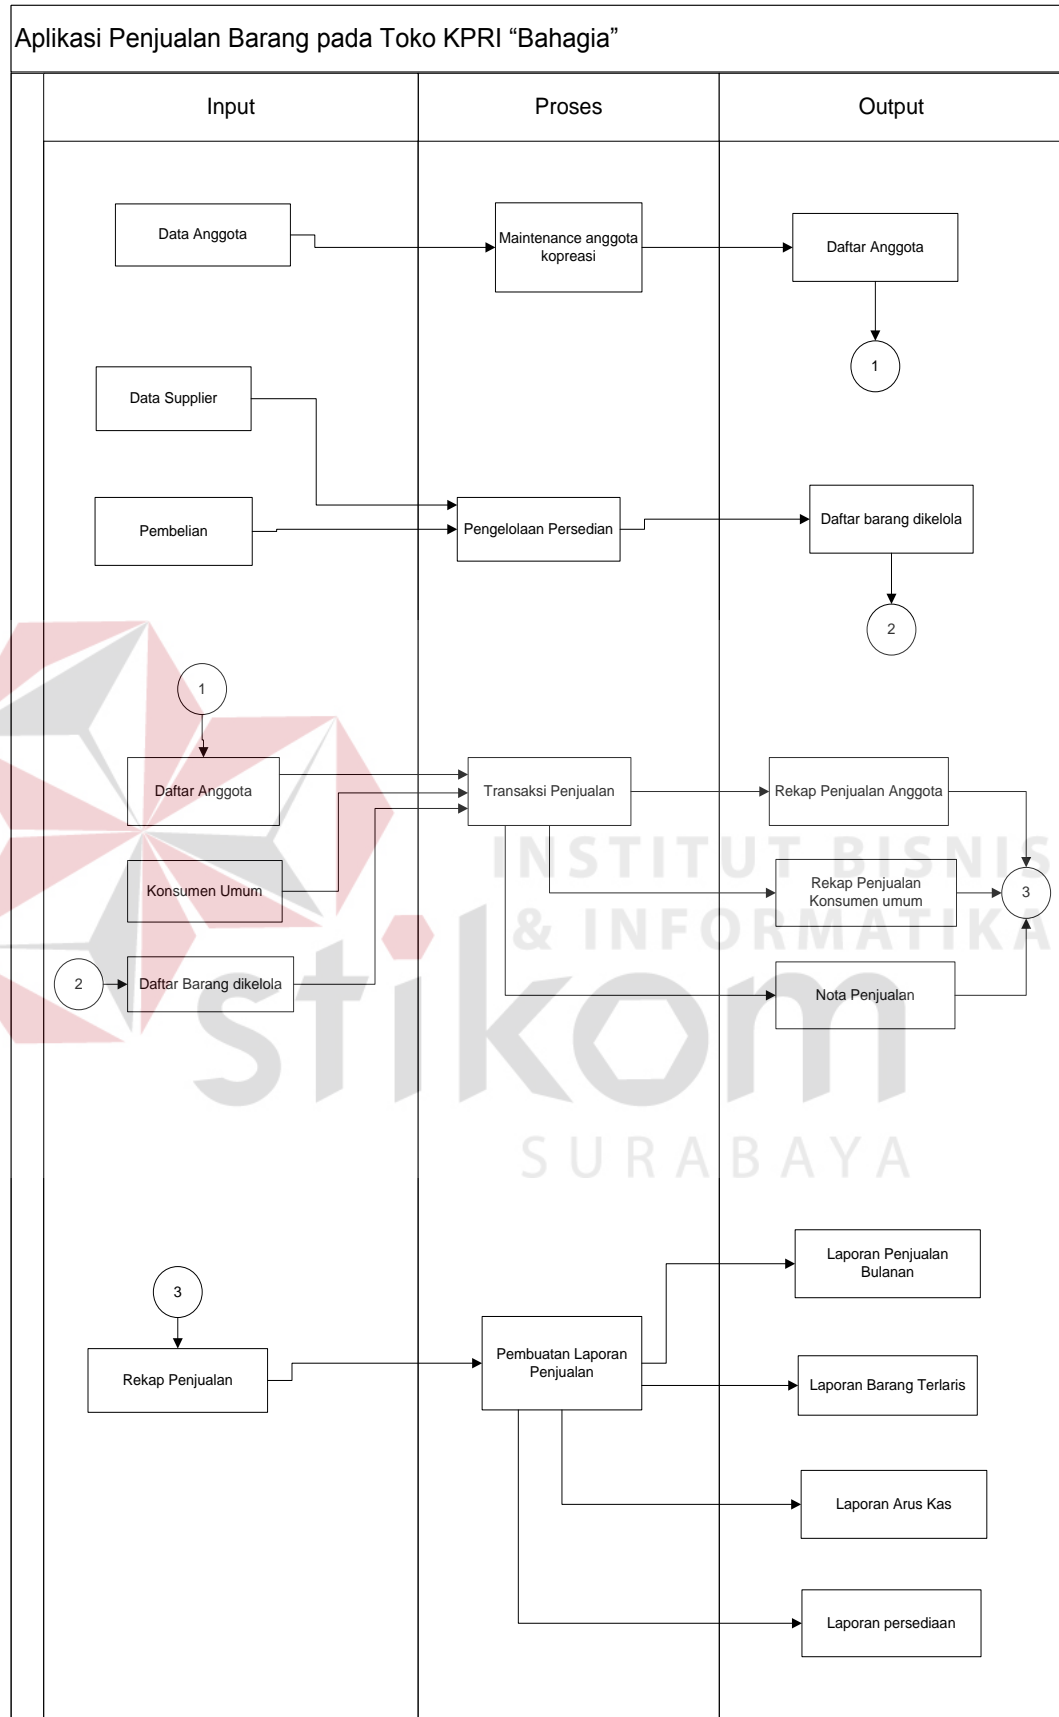 Aplikasi Penjualan Barang pada Toko KPRI “Bahagia”
Input
Proses
Output
Data Anggota
Maintenance anggota
kopreasi
Daftar Anggota
1
Data Supplier
Pembelian
Pengelolaan Persedian
Daftar barang dikelola
2
1
Daftar Anggota
Transaksi Penjualan
Rekap Penjualan Anggota
Konsumen Umum
Rekap Penjualan
Konsumen umum
3
2
Daftar Barang dikelola
Nota Penjualan
INSTITUT BISNIS
& INFORMATIKA
stikom
SURABAYA
3
Rekap Penjualan
Pembuatan Laporan
Penjualan
Laporan Penjualan
Bulanan
Laporan Barang Terlaris
Laporan Arus Kas
Laporan persediaan